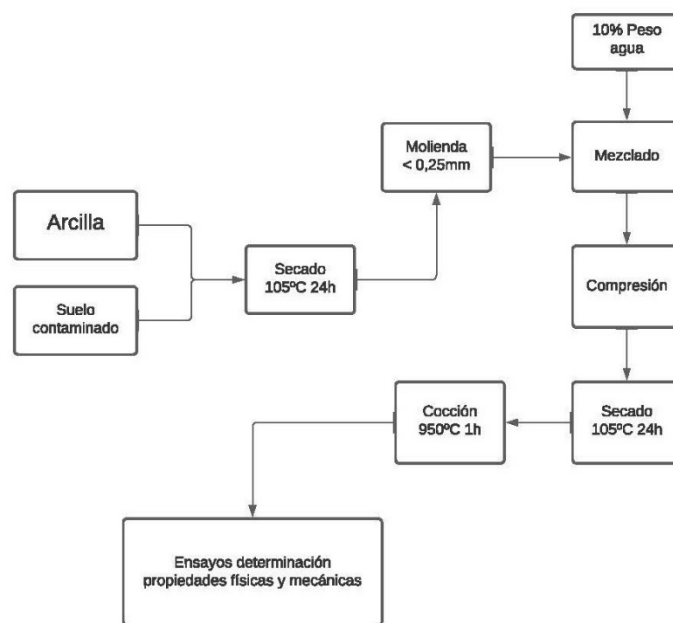 10% Peso
agua
Molienda
< 0,25mm
Mezclado
Arcilla
Secado
105ºC 24h
Suelo
contaminado
Compresión
Cocción
950ºC 1h
Secado
105ºC 24h
Ensayos determinación
propiedades físicas y mecánicas